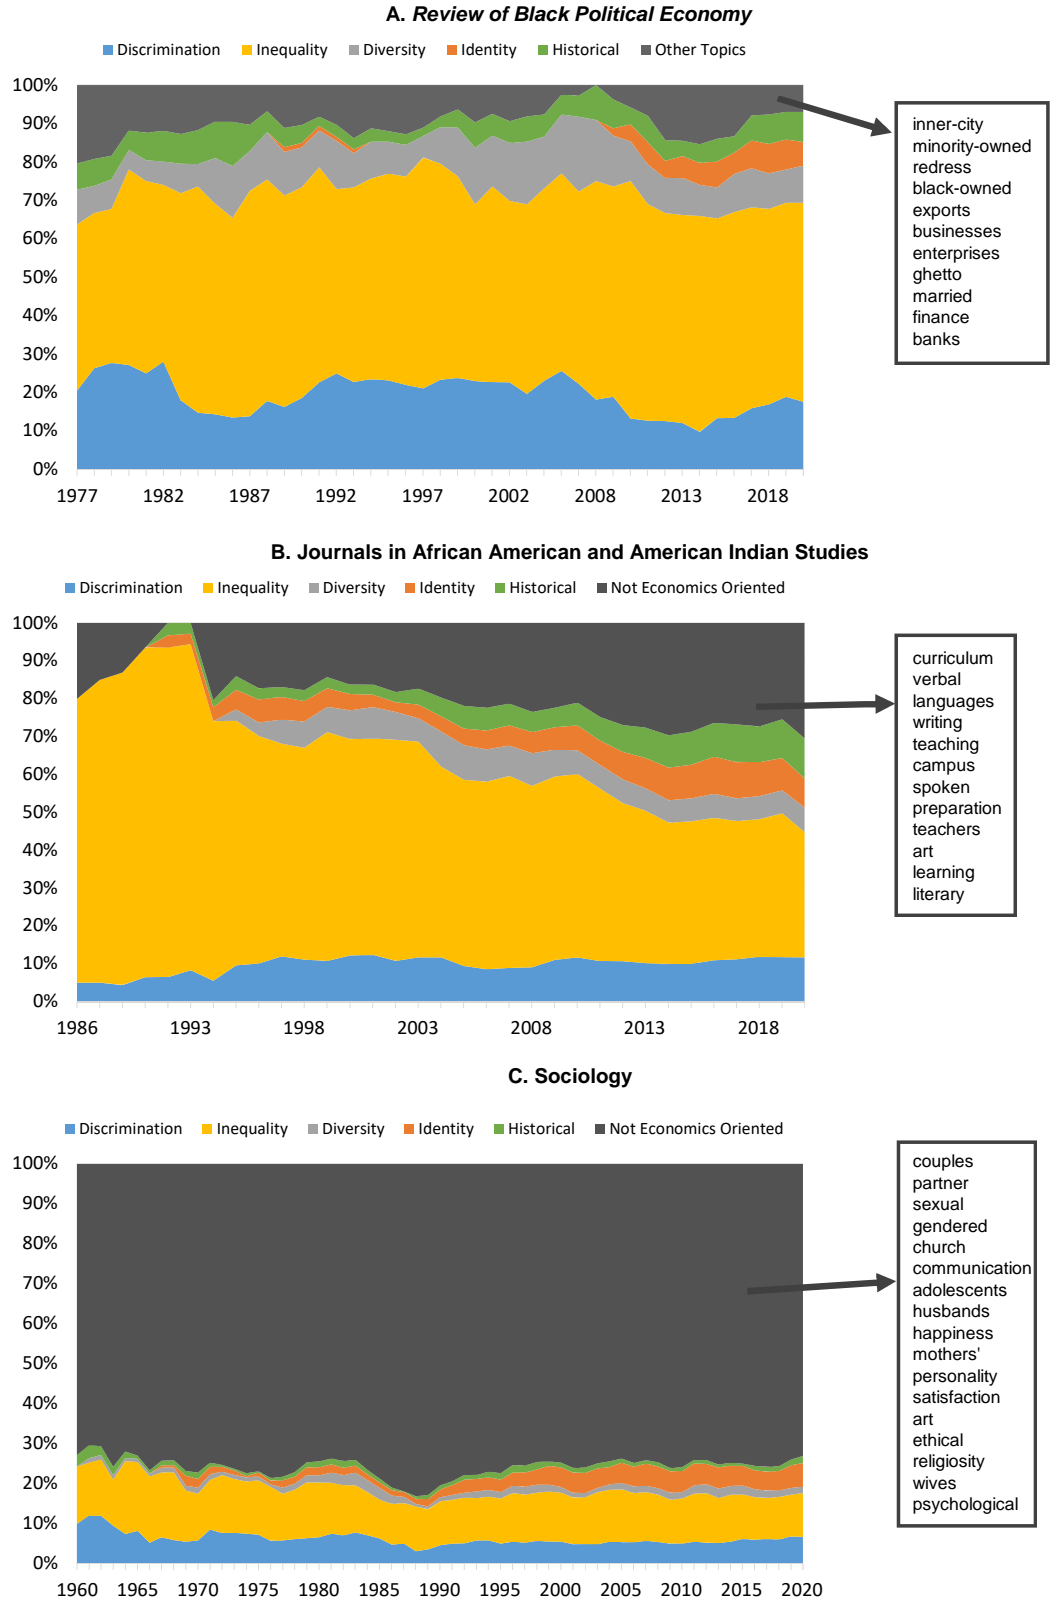 A. Review of Black Political Economy
Discrimination Inequality Diversity Identity Historical Other Topics
100%
90%
80%
70%
60%
50%
40%
30%
20%
10%
0%
1977 1982 1987 1992 1997 2002 2008 2013 2018
inner-city
minority-owned
redress
black-owned
exports
businesses
enterprises
ghetto
married
finance
banks
B. Journals in African American and American Indian Studies
Discrimination Inequality Diversity Identity Historical Not Economics Oriented
100%
90%
80%
70%
60%
50%
40%
30%
20%
10%
0%
1986 1993 1998 2003 2008 2013 2018
curriculum
verbal
languages
writing
teaching
campus
spoken
preparation
teachers
art
learning
literary
C. Sociology
Discrimination Inequality Diversity Identity Historical Not Economics Oriented
100%
90%
80%
70%
60%
50%
40%
30%
20%
10%
0%
1960 1965 1970 1975 1980 1985 1990 1995 2000 2005 2010 2015 2020
couples
partner
sexual
gendered
church
communication
adolescents
husbands
happiness
mothers'
personality
satisfaction
art
ethical
religiosity
wives
psychological